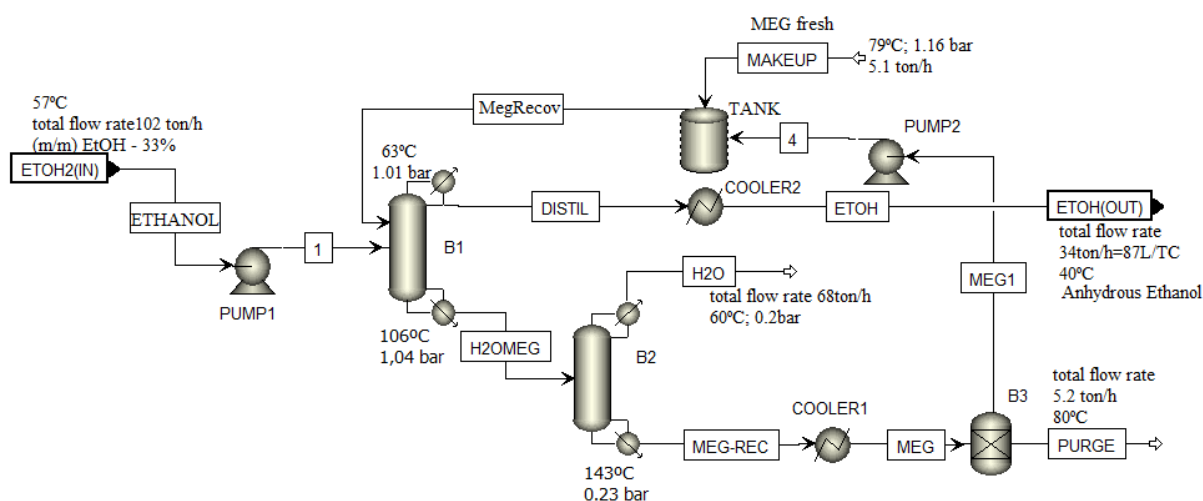 MEG fresh
MAKEUP
79ºC; 1.16 bar
5.1 ton/h
57ºC
total flow rate102 ton/h
(m/m) EtOH - 33%
ETOH2(IN)
ETHANOL
PUMP1
1
MegRecov
TANK
4
PUMP2
63ºC
1.01 bar
B1
DISTIL
COOLER2
ETOH
ETOH(OUT)
total flow rate
34ton/h=87L/TC
40ºC
Anhydrous Ethanol
106ºC
1,04 bar
H2OMEG
H2O
total flow rate 68ton/h
60ºC; 0.2bar
B2
MEG1
143ºC
0.23 bar
MEG-REC
COOLER1
MEG
B3
total flow rate
5.2 ton/h
80ºC
PURGE